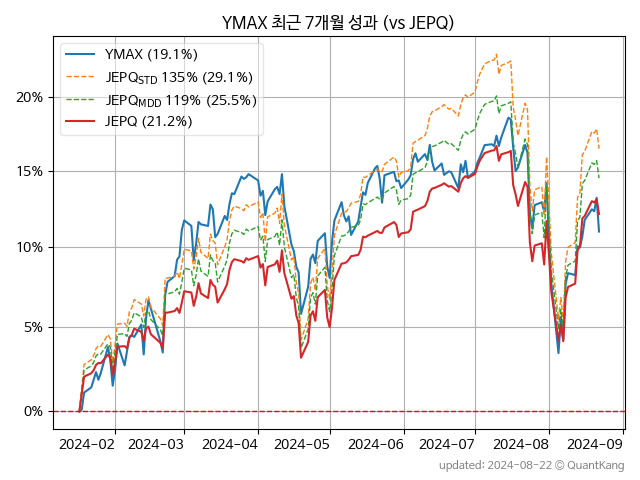 YMAX 최근 7개월 성과 (vs JEPQ)
YMAX (19.1%)
JEPQSTD 135% (29.1%)
JEPQMDD 119% (25.5%)
JEPQ (21.2%)
20%
15%
10%
5%
0%
2024-02 2024-03 2024-04 2024-05 2024-06 2024-07 2024-08 2024-09
updated: 2024-08-22 © QuantKang